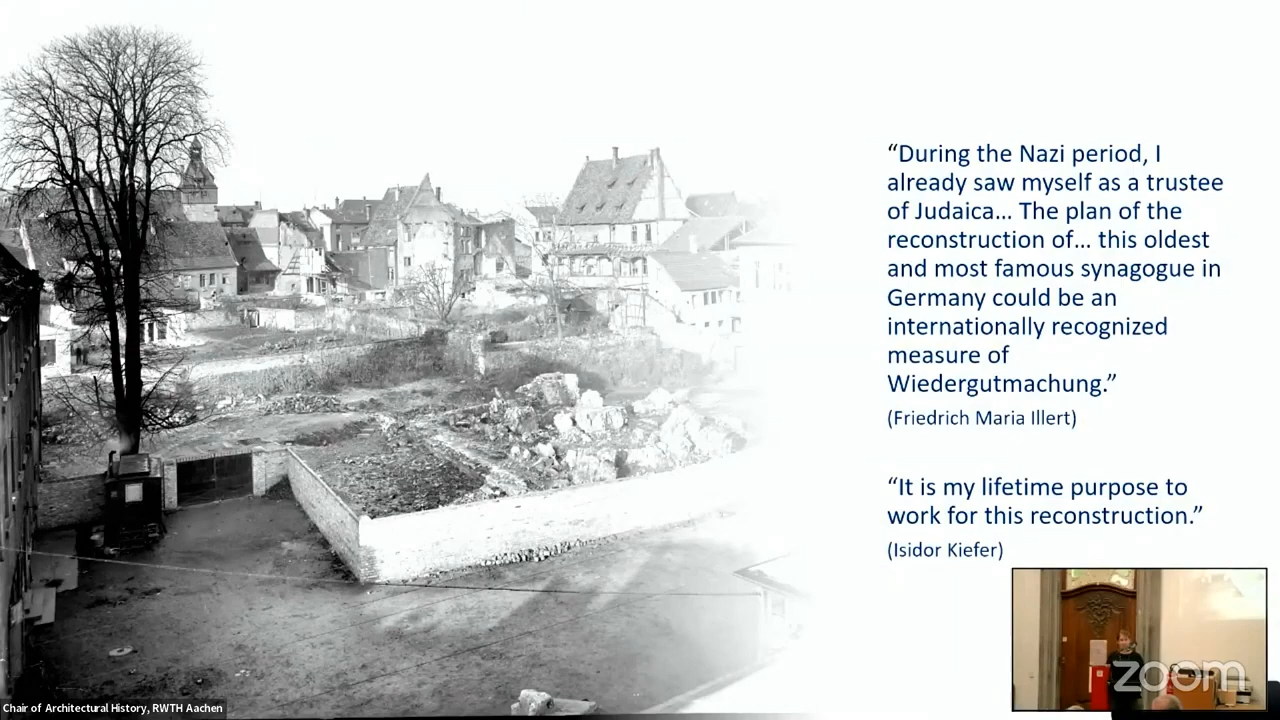 “During the Nazi period, I
already saw myself as a trustee
of Judaica... The plan of the
reconstruction of... this oldest
and most famous synagogue in
Germany could be an
internationally recognized
measure of
Wiedergutmachung.”
(Friedrich Maria Illert)
“It is my lifetime purpose to
work for this reconstruction.”
(Isidor Kiefer)
zoom
Chair of Architectural History, RWTH Aachen